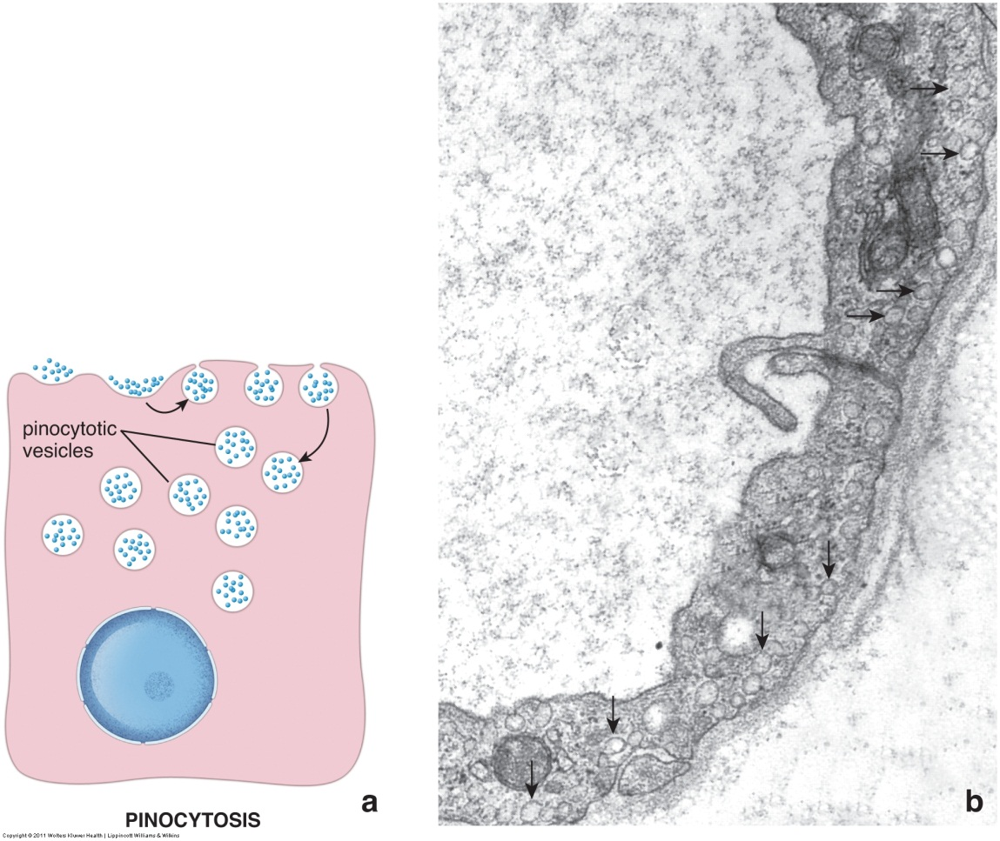 pinocytotic
vesicles
a
b
PINOCYTOSIS
Copyright © 2011 Wolters Kluwer Health | Lippincott Williams & Wilkins